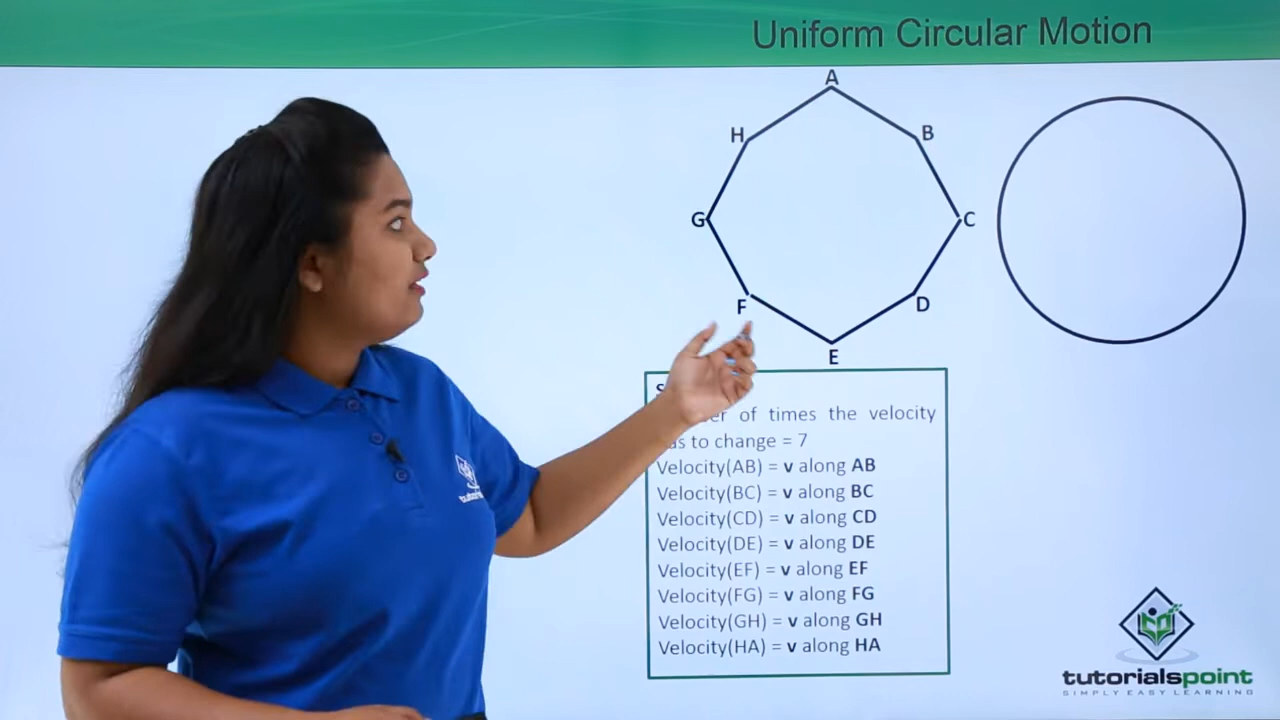 Uniform Circular Motion
A
H
B
G
C
F
D
E
of times the velocity
to change = 7
Velocity(AB) = v along AB
Velocity(BC) = v along BC
Velocity(CD) = v along CD
Velocity(DE) = v along DE
Velocity(EF) = v along EF
Velocity(FG) = v along FG
Velocity(GH) = v along GH
Velocity(HA) = v along HA
tutorialspoint
SIMPLY EASY LEARNING